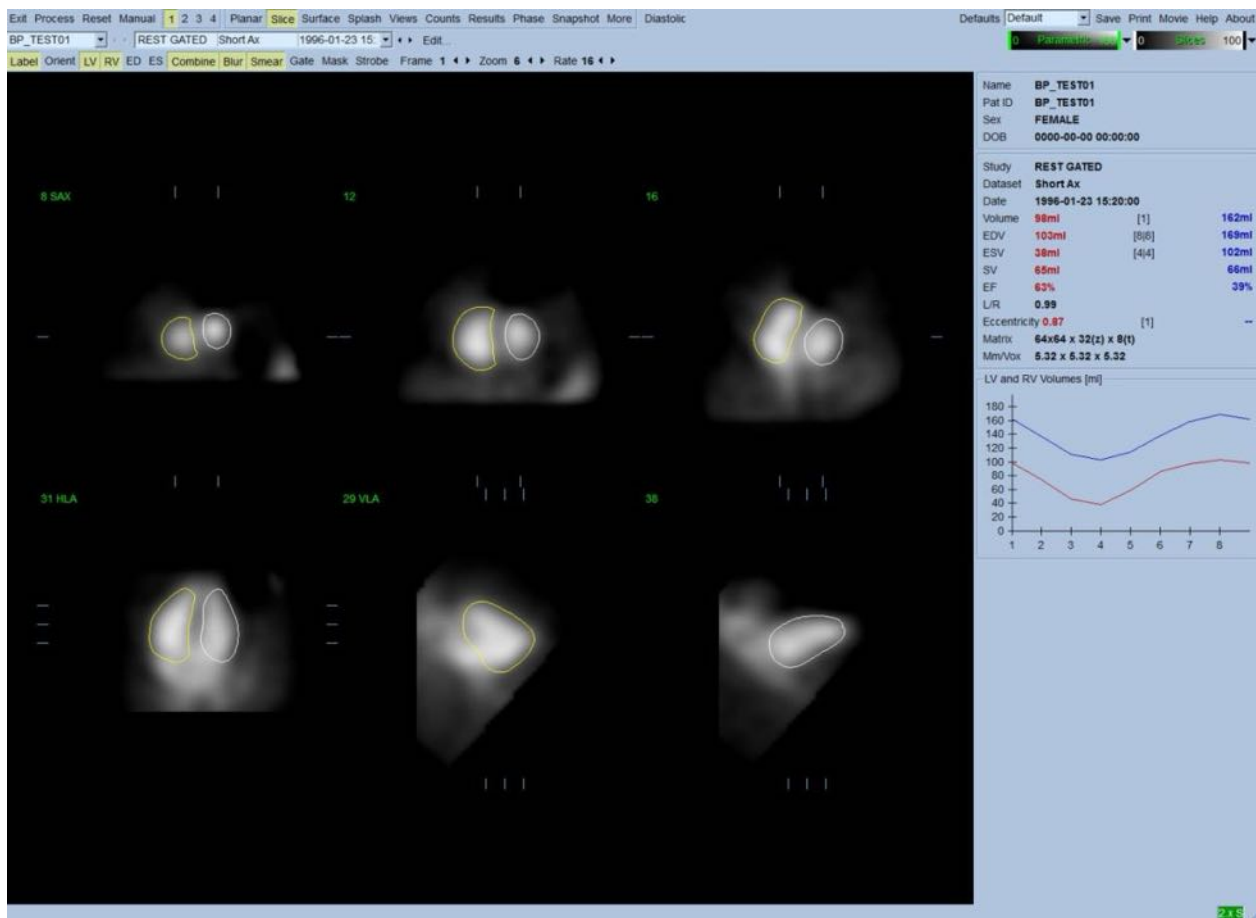 Exit Process Reset Manual 1 2 3 4 Planar Slice Surface Splash Views Counts Results Phase Snapshot More Diastolic Defaults Default Save Print Movie Help About
BP_TEST01 REST GATED Short Ax 1996-01-23 15: Edit... 0 Parametric 0 Slices 100
Label Orient LV RV ED ES Combine Blur Smear Gate Mask Strobe Frame 1 Zoom 6 Rate 16
Name BP_TEST01
Pat ID BP_TEST01
Sex FEMALE
DOB 0000-00-00 00:00:00
Study REST GATED
Dataset Short Ax
Date 1996-01-23 15:20:00
Volume 98ml [1] 162ml
EDV 103ml [8|8] 169ml
ESV 38ml [4|4] 102ml
SV 65ml 66ml
EF 63% 39%
L/R 0.99
Eccentricity 0.87 [1] --
Matrix 64x64 x 32(z) x 8(t)
Mm/Vox 5.32 x 5.32 x 5.32
LV and RV Volumes [ml]
180
160
140
120
100
80
60
40
20
0
1 2 3 4 5 6 7 8
8 SAX 12 16
31 HLA 29 VLA 38
2 x S